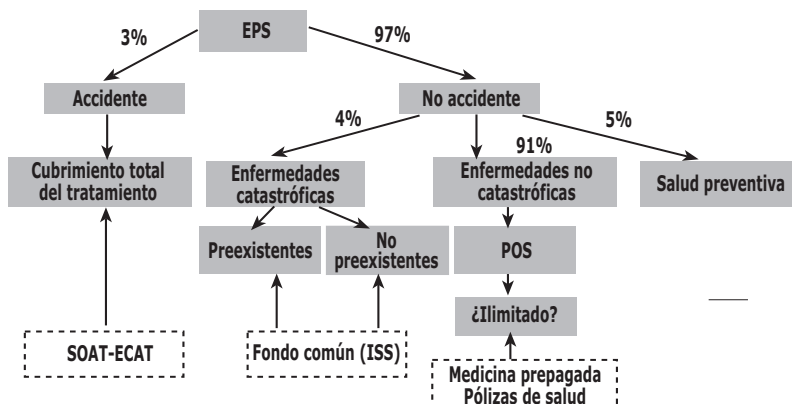 EPS
3%
97%
Accidente
No accidente
4%
91%
5%
Cubrimiento total
del tratamiento
Enfermedades
catastróficas
Enfermedades no
catastróficas
Salud preventiva
Preexistentes
No
preexistentes
POS
¿Ilimitado?
SOAT-ECAT
Fondo común (ISS)
Medicina prepagada
Pólizas de salud